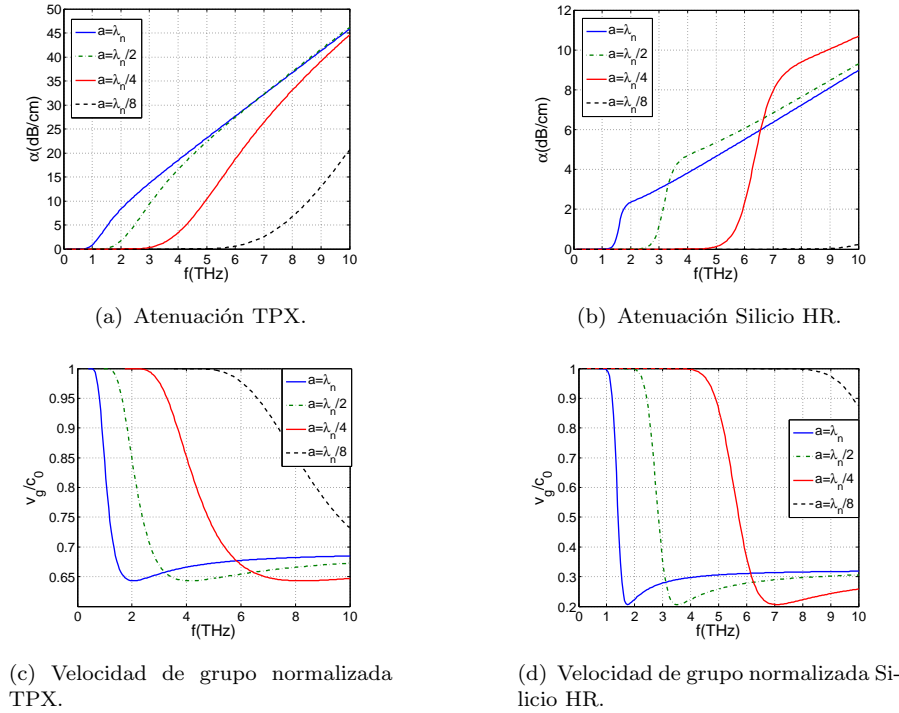 50
45
40
35
30
25
20
15
10
5
0
α(dB/cm)
0 1 2 3 4 5 6 7 8 9 10
f(THz)
a=λn
a=λn/2
a=λn/4
a=λn/8
(a) Atenuación TPX.
12
10
8
6
4
2
0
α(dB/cm)
0 1 2 3 4 5 6 7 8 9 10
f(THz)
a=λn
a=λn/2
a=λn/4
a=λn/8
(b) Atenuación Silicio HR.
1
0.95
0.9
0.85
0.8
0.75
0.7
0.65
vg/c0
0 2 4 6 8 10
f(THz)
a=λn
a=λn/2
a=λn/4
a=λn/8
(c) Velocidad de grupo normalizada
TPX.
1
0.9
0.8
0.7
0.6
0.5
0.4
0.3
0.2
vg/c0
0 1 2 3 4 5 6 7 8 9 10
f(THz)
a=λn
a=λn/2
a=λn/4
a=λn/8
(d) Velocidad de grupo normalizada Si-
licio HR.